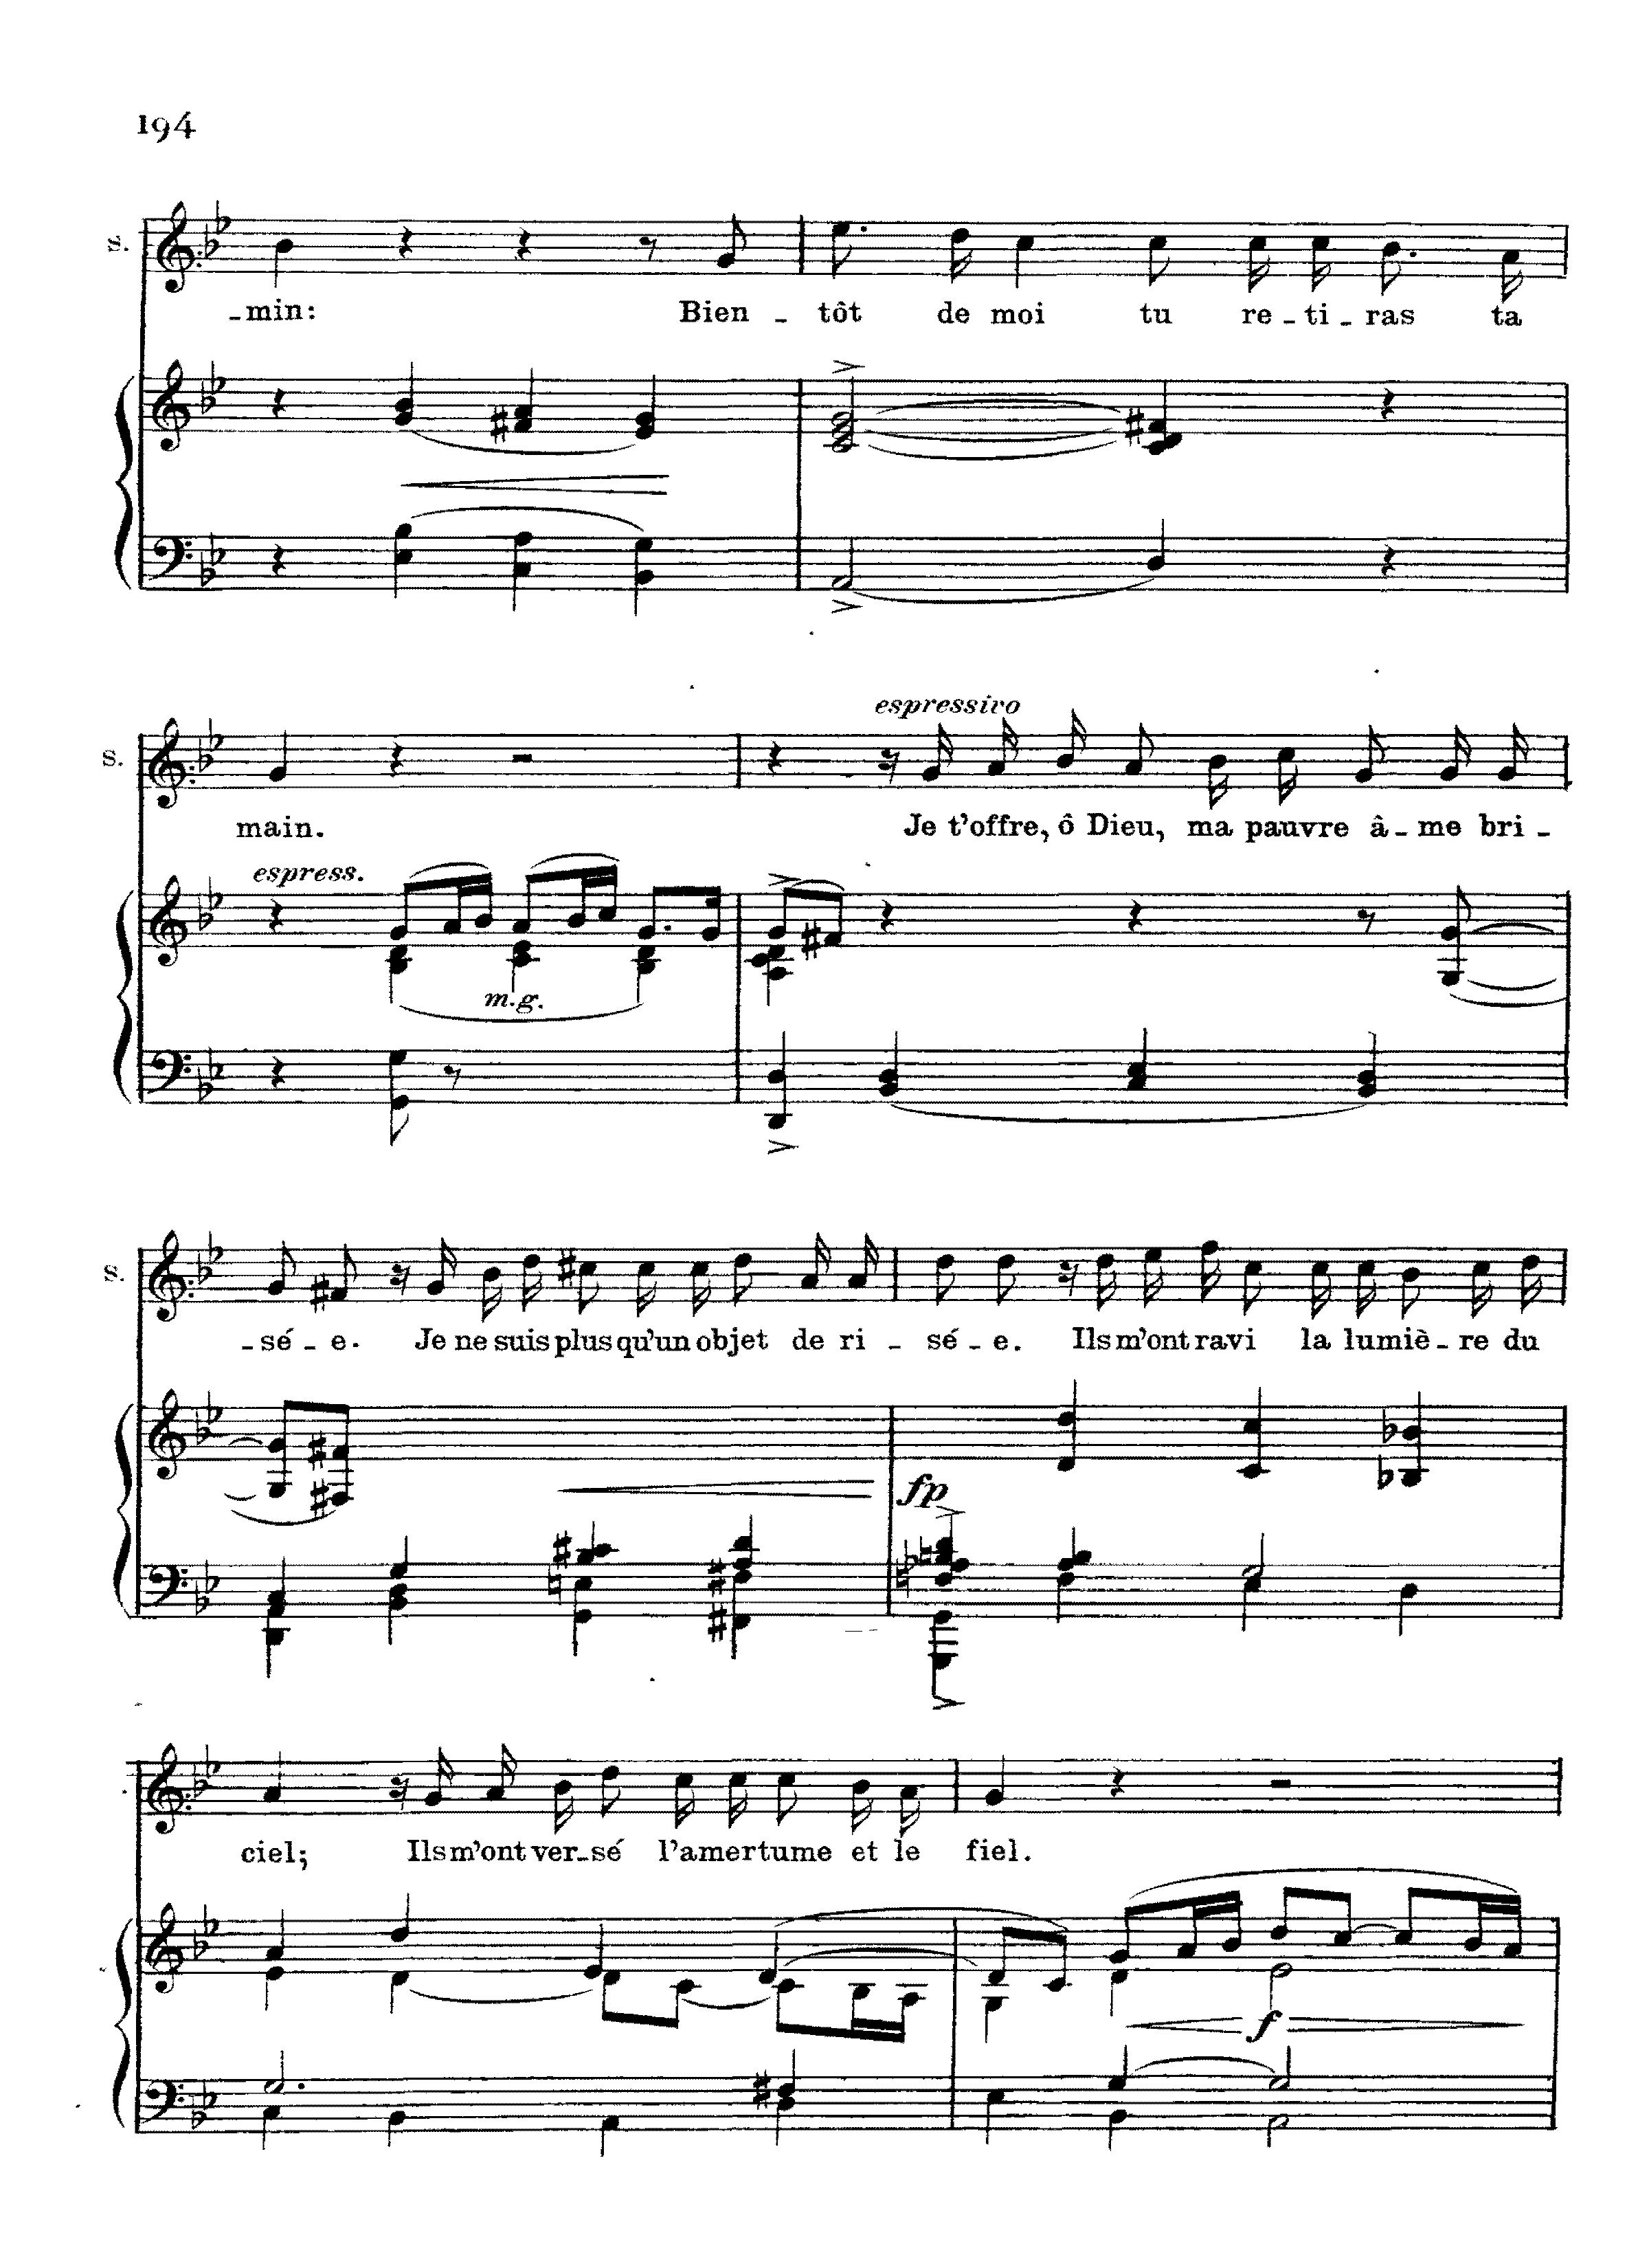 194
s.
-min: Bien - tôt de moi tu re - ti - ras ta
espressivo
s.
main. Je t'offre, ô Dieu, ma pauvre â - me bri -
espress.
m.g.
s.
- sé - e. Je ne suis plus qu'un objet de ri - sé - e. Ils m'ont ravi la lumiè - re du
fp
ciel; Ils m'ont ver - sé l'amertume et le fiel.
f